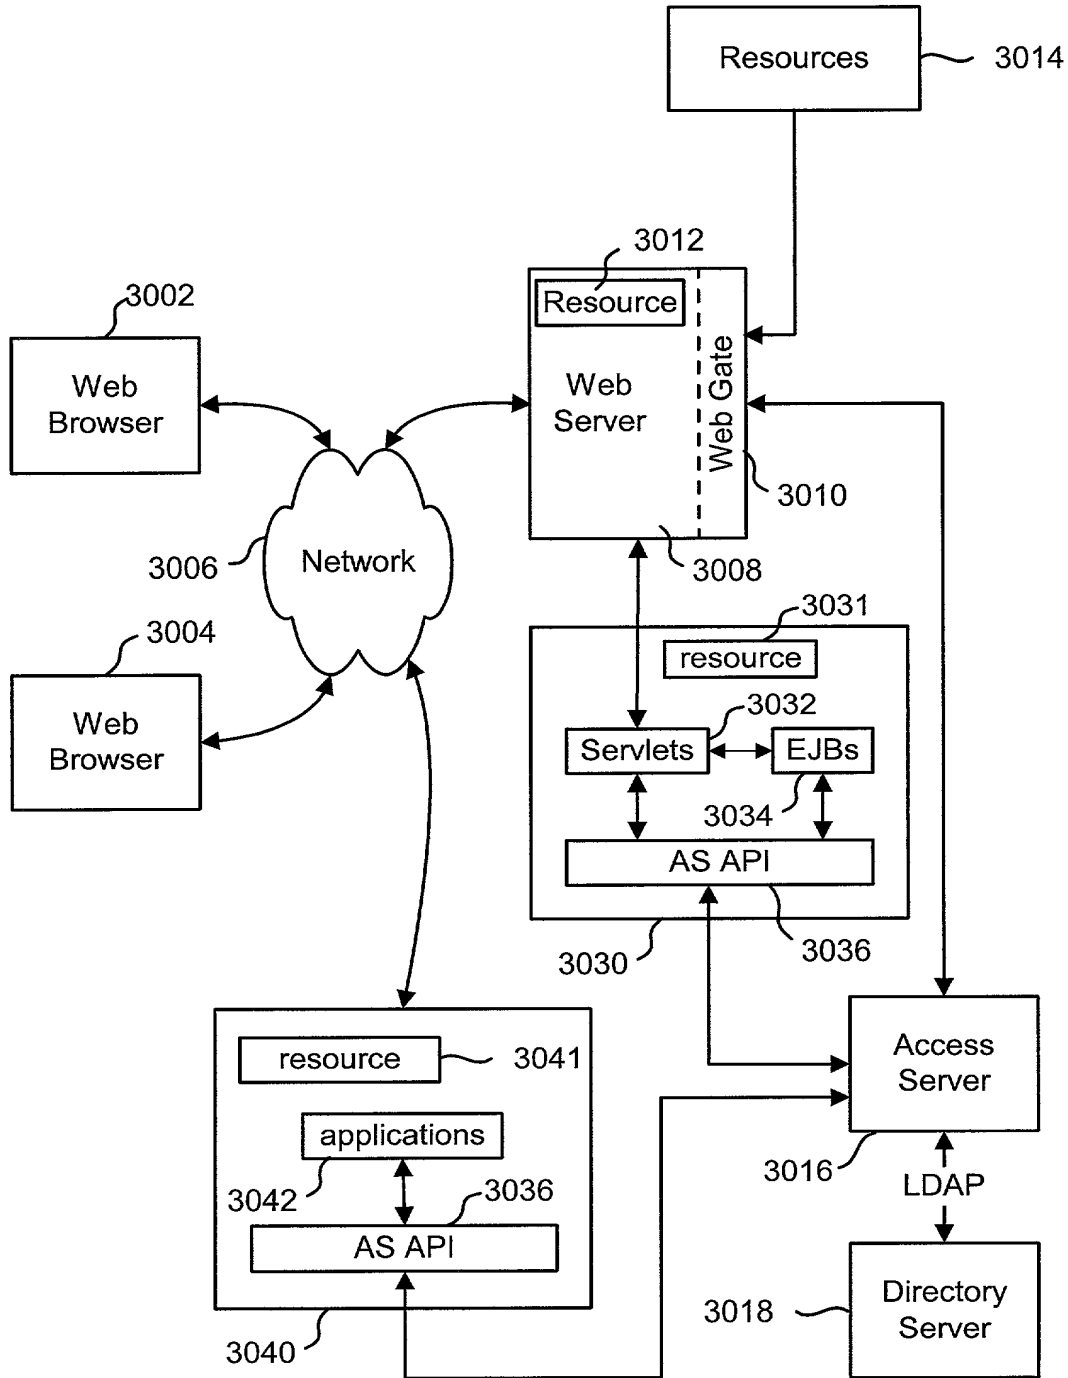 Resources
3014
3012
Resource
3002
Web
Browser
Web
Server
Web Gate
3010
3006
Network
3008
3004
Web
Browser
3031
resource
3032
Servlets
EJBs
3034
AS API
3030
3036
resource
3041
Access
Server
applications
3042
3036
3016
LDAP
AS API
3018
Directory
Server
3040